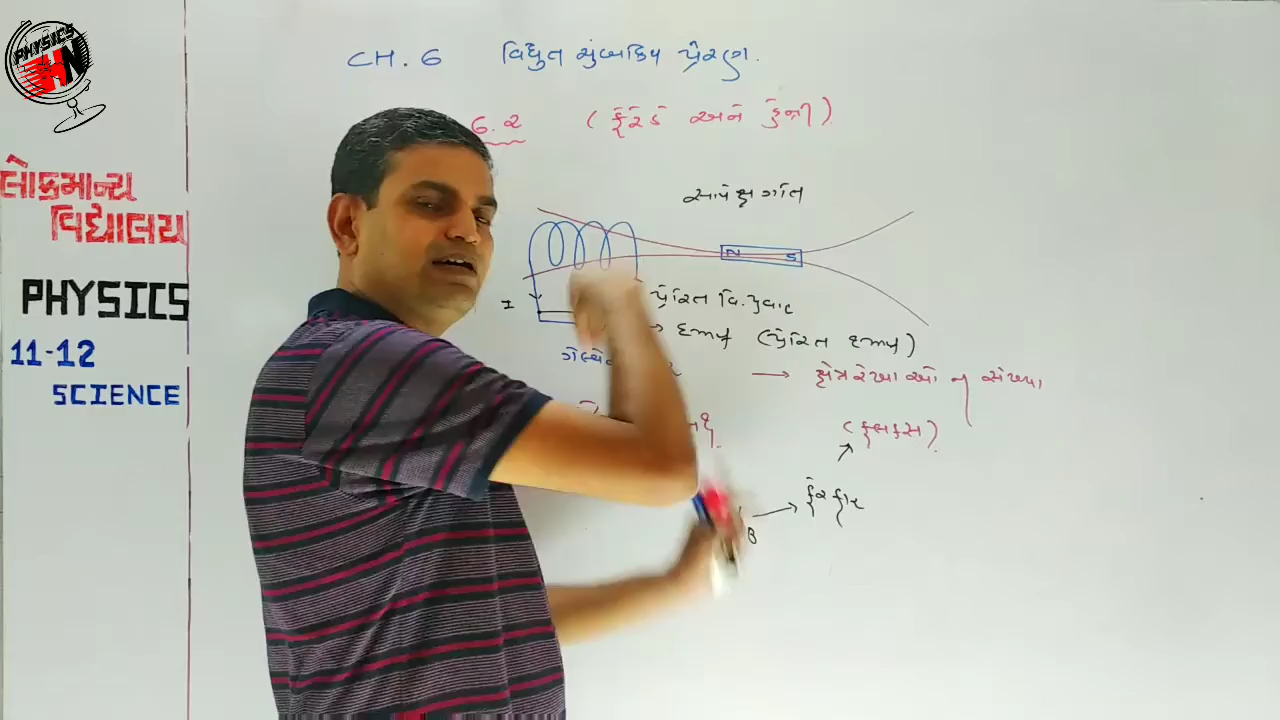 PHYSICS
HN
CH. 6 વિદ્યુત ચુંબકિય પ્રેરણ.
6.2 (ફેરેડે અને હેન્રી)
લોકમાન્ય
વિદ્યાલય
PHYSICS
11-12
SCIENCE
સાપેક્ષ ગતિ
N S
I
પ્રેરિત વિ.પ્રવાહ
→ EMF (પ્રેરિત EMF)
→ ક્ષેત્રરેખાઓ ન સંખ્યા
(ફ્લક્સ).
B → ફેરફાર